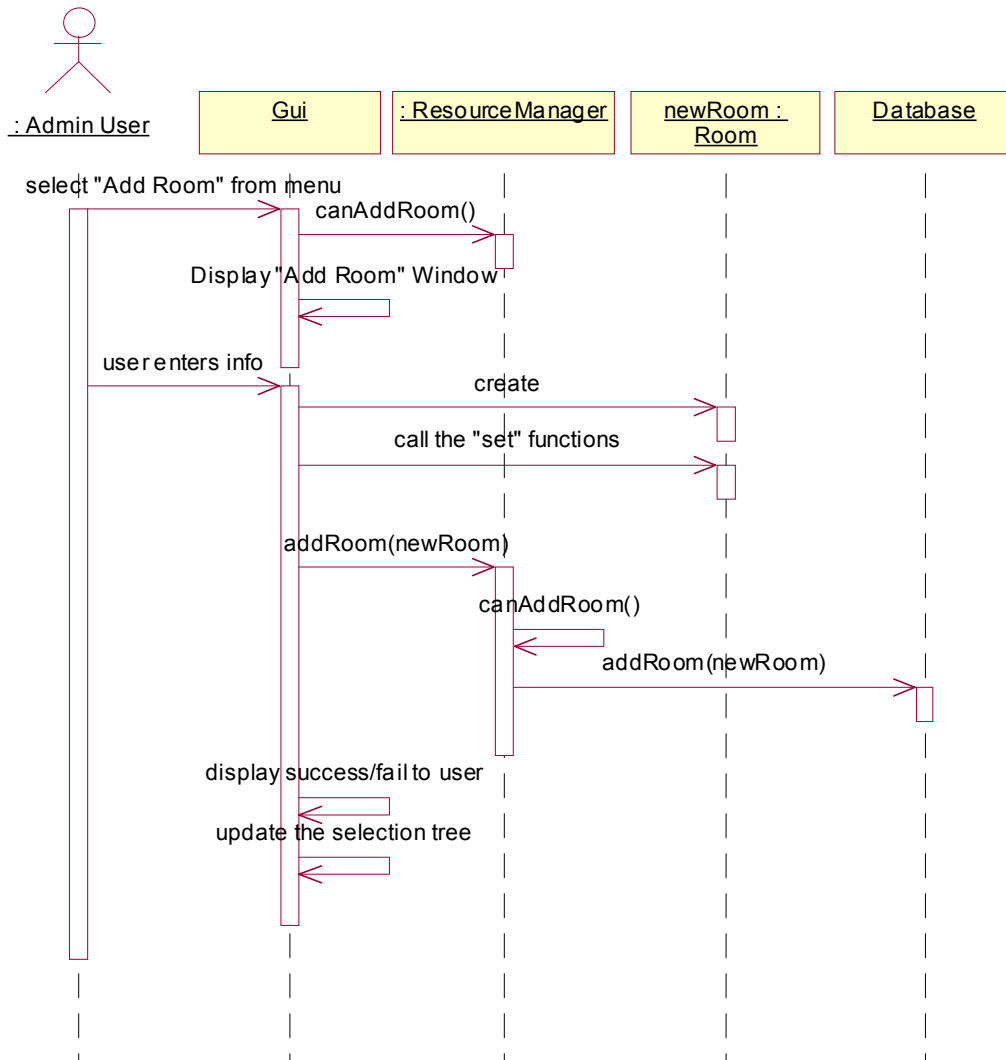 : Admin User
Gui
: ResourceManager
newRoom :
Room
Database
select "Add Room" from menu
canAddRoom()
Display "Add Room" Window
user enters info
create
call the "set" functions
addRoom(newRoom)
canAddRoom()
addRoom(newRoom)
display success/fail to user
update the selection tree